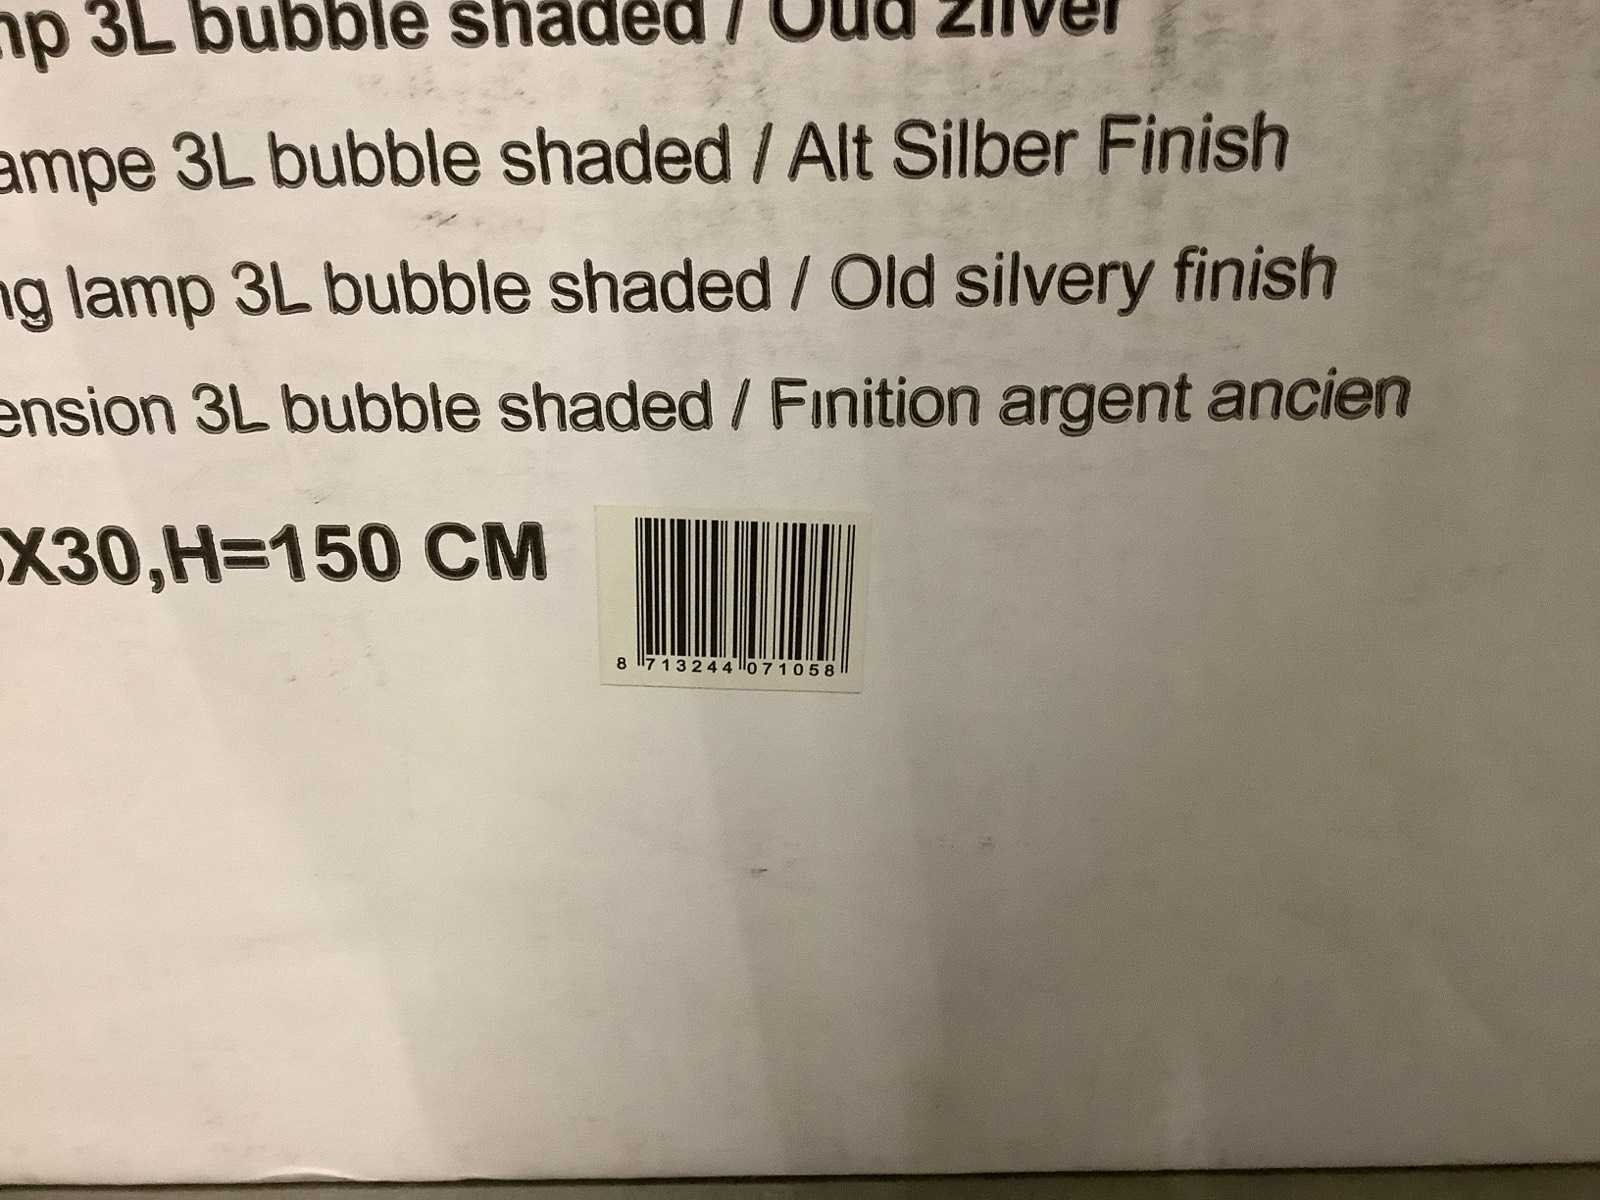 mp 3L bubble shaded / Oud zilver
ampe 3L bubble shaded / Alt Silber Finish
ng lamp 3L bubble shaded / Old silvery finish
ension 3L bubble shaded / Finition argent ancien
X30,H=150 CM
8 713244 071058